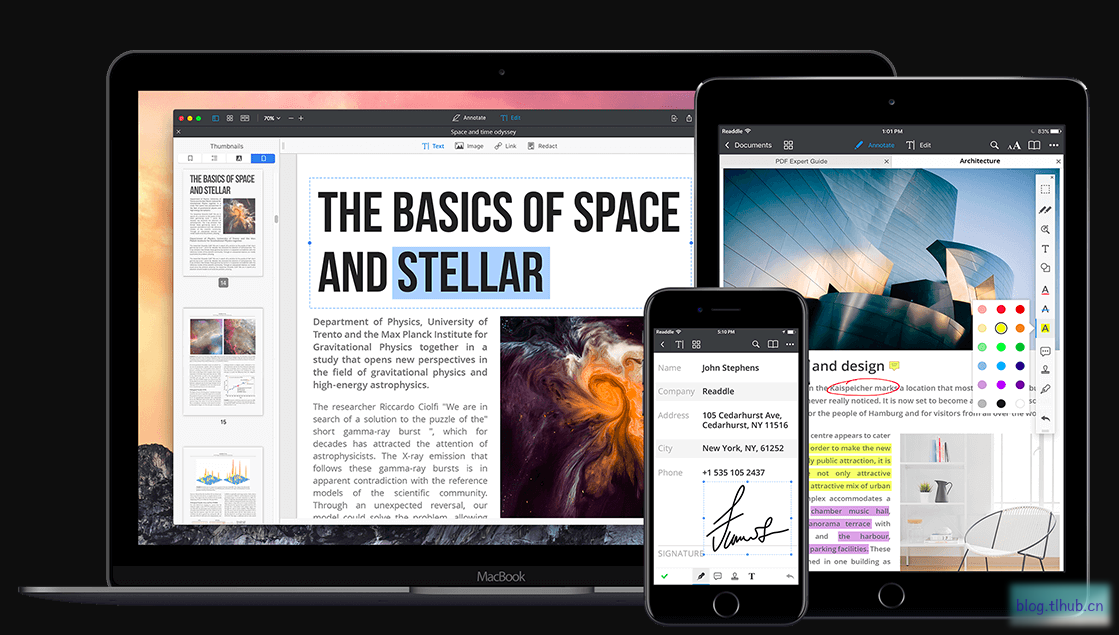 70%
Annotate
Edit
Space and time odyssey
Thumbnails
Text
Image
Link
Redact
THE BASICS OF SPACE
AND STELLAR
14
15
THE BASICS OF SPACE
AND STELLAR
Department of Physics, University of
Trento and the Max Planck Institute for
Gravitational Physics together in a
study that opens new perspectives in
the field of gravitational physics and
high-energy astrophysics.
The researcher Riccardo Ciolfi "We are in
search of a solution to the puzzle of the"
short gamma-ray burst ", which for
decades has attracted the attention of
astrophysicists. The X-ray emission that
follows these gamma-ray bursts is in
apparent contradiction with the reference
models of the scientific community.
Through an unexpected reversal, our
model could solve the problem, allowing
MacBook
Readdle
5:10 PM
Name
John Stephens
Company
Readdle
Address
105 Cedarhurst Ave,
Cedarhurst, NY 11516
City
New York, NY, 61252
Phone
+1 535 105 2437
SIGNATURE
T
Readdle
1:01 PM
83%
Documents
Annotate
Edit
AA
PDF Expert Guide
Architecture
T
A
A
A
and design
n the Kaispeicher marks a location that most
never really noticed. It is now set to become a
or the people of Hamburg and for visitors from all over the wo
centre appears to cater
order to make the new
y public attraction, it is
not only attractive
attractive mix of urban
plex accommodates a
chamber music hall,
anorama terrace with
and the harbour,
parking facilities. These
ned in one building as
blog.tlhub.cn